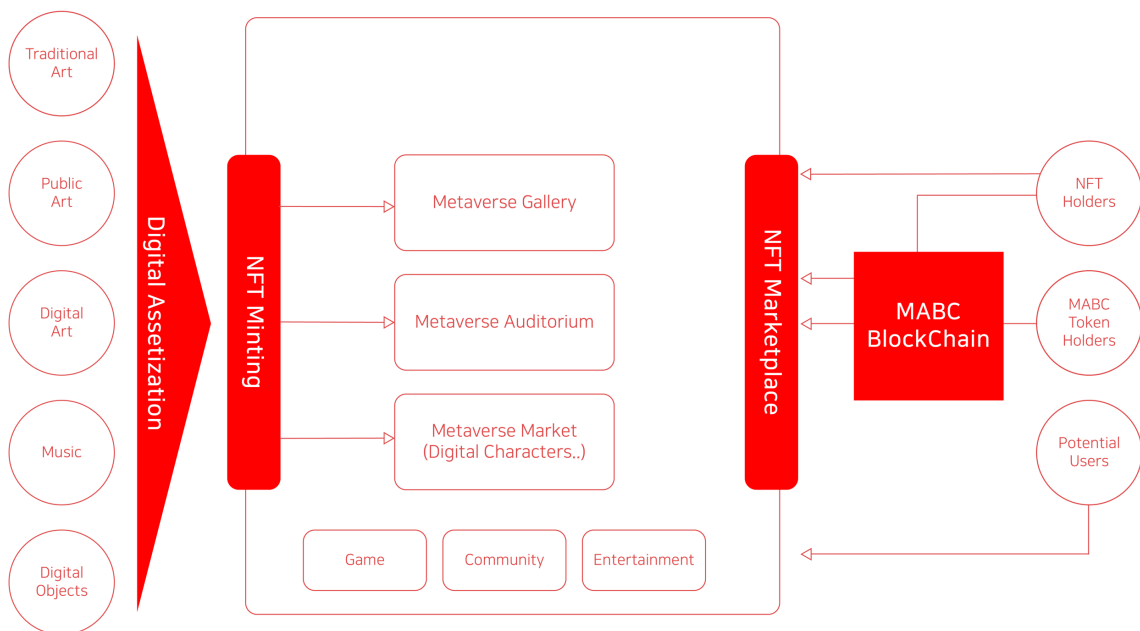 Traditional
Art
Public
Art
Digital
Art
Music
Digital
Objects
Digital Assetization
NFT Minting
Metaverse Gallery
Metaverse Auditorium
Metaverse Market
(Digital Characters..)
Game
Community
Entertainment
NFT Marketplace
MABC
BlockChain
NFT
Holders
MABC
Token
Holders
Potential
Users